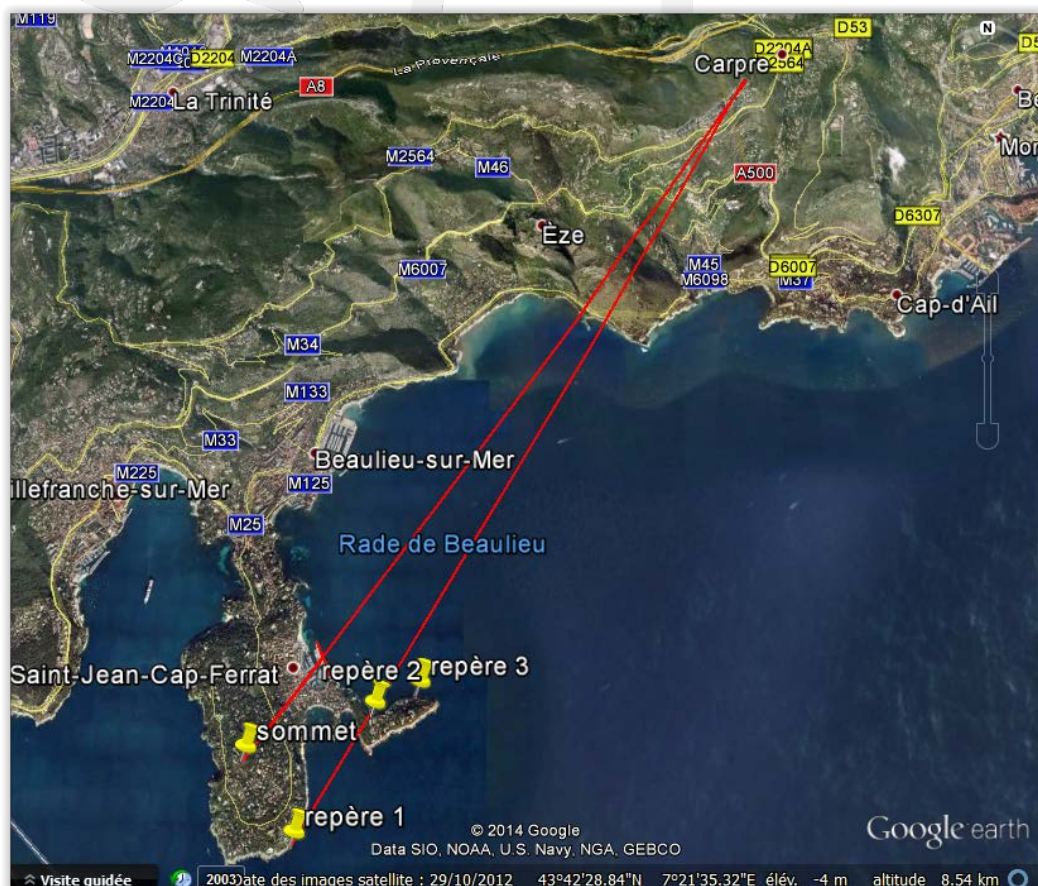 M119
D53
N
M2204C
D2204
M2204A
D2204A
2564
Carpre
La Provençale
A8
M2204
La Trinité
M2564
M46
A500
D6307
Èze
M6007
M45
M6098
D6007
M37
Cap-d'Ail
M34
M133
M33
Beaulieu-sur-Mer
M225
M125
illefranche-sur-Mer
M25
Rade de Beaulieu
Saint-Jean-Cap-Ferrat
repère 2
repère 3
sommet
repère 1
© 2014 Google
Data SIO, NOAA, U.S. Navy, NGA, GEBCO
Google earth
Visite guidée
2003 Date des images satellite : 29/10/2012 43°42'28.84"N 7°21'35.32"E élév. -4 m altitude 8.54 km